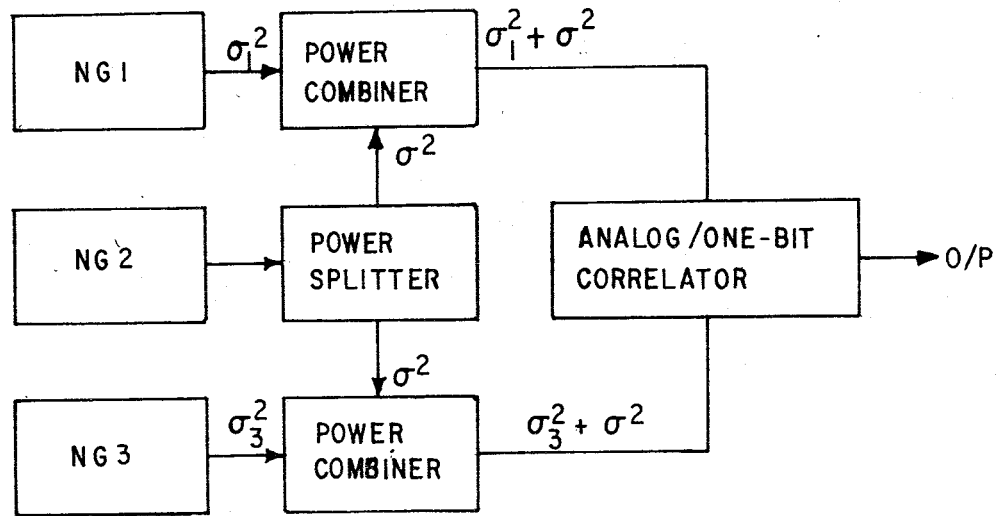 NG1
σ₁²
POWER
COMBINER
σ₁² + σ²
σ²
NG2
POWER
SPLITTER
ANALOG/ONE-BIT
CORRELATOR
O/P
σ²
NG3
σ₃²
POWER
COMBINER
σ₃² + σ²